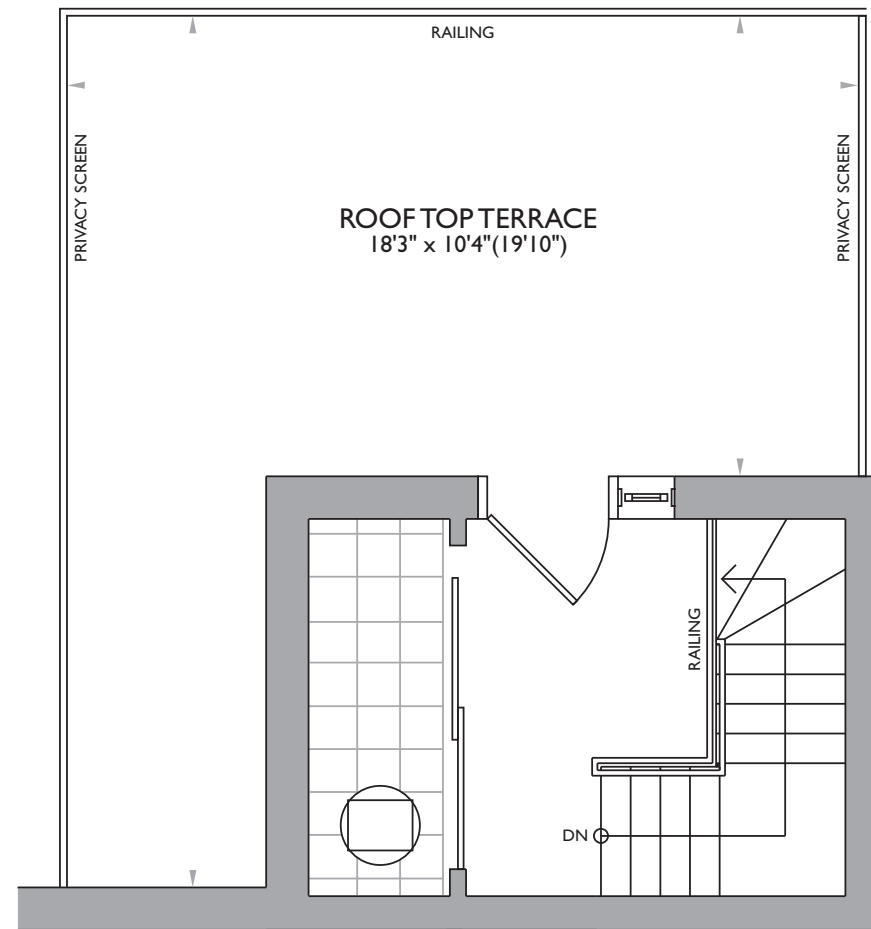 RAILING
PRIVACY SCREEN
PRIVACY SCREEN
ROOF TOP TERRACE
18'3" x 10'4"(19'10")
RAILING
DN